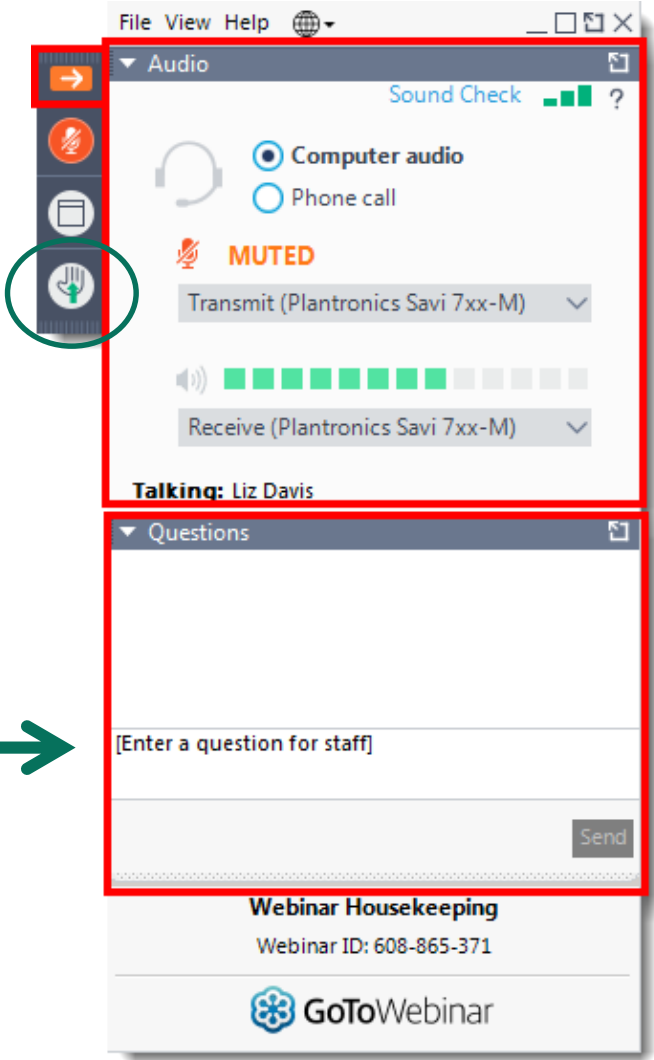 File View Help
Audio
Sound Check ?
Computer audio
Phone call
MUTED
Transmit (Plantronics Savi 7xx-M)
Receive (Plantronics Savi 7xx-M)
Talking: Liz Davis
Questions
[Enter a question for staff]
Send
Webinar Housekeeping
Webinar ID: 608-865-371
GoToWebinar